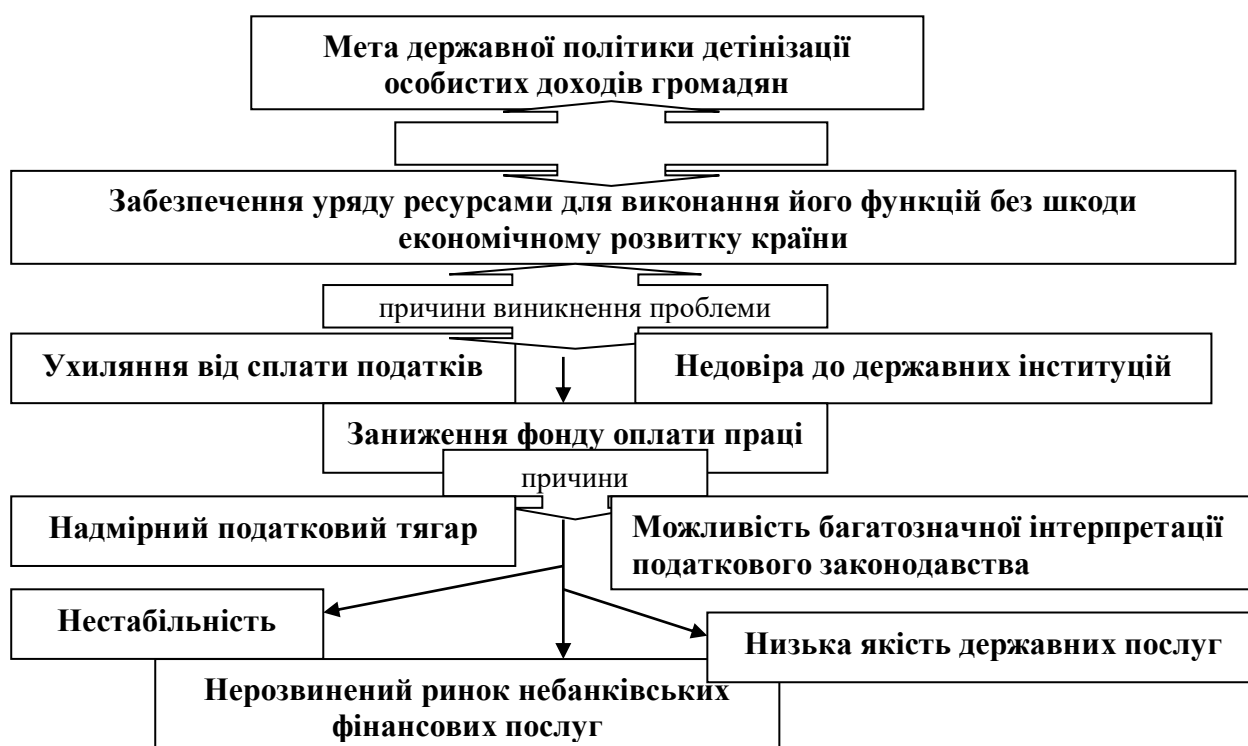 Мета державної політики детінізації
особистих доходів громадян
Забезпечення уряду ресурсами для виконання його функцій без шкоди
економічному розвитку країни
причини виникнення проблеми
Ухиляння від сплати податків
Недовіра до державних інституцій
Заниження фонду оплати праці
причини
Надмірний податковий тягар
Можливість багатозначної інтерпретації
податкового законодавства
Нестабільність
Низька якість державних послуг
Нерозвинений ринок небанківських
фінансових послуг